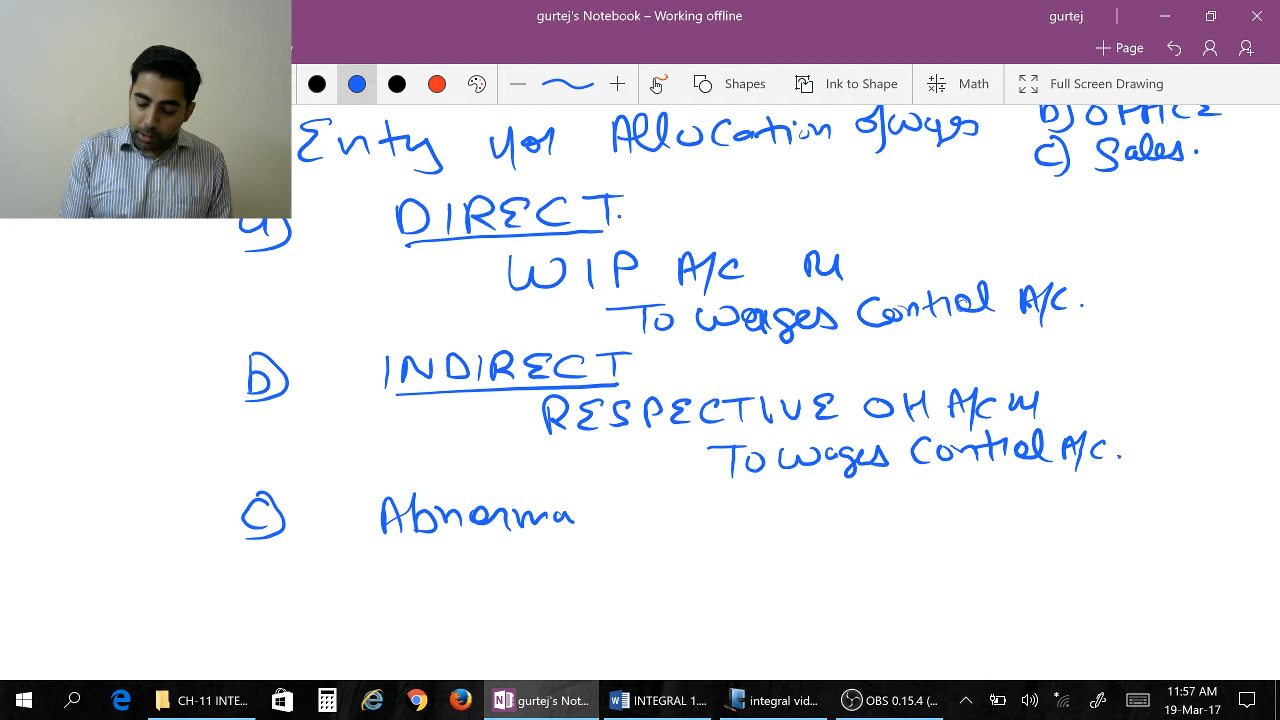 gurtej's Notebook – Working offline
gurtej
Page
Shapes
Ink to Shape
Math
Full Screen Drawing
b) OFFICE
Entry for Allocation of wages
c) Sales.
a) DIRECT.
WIP A/c Dr
To Wages Control A/c.
b) INDIRECT
RESPECTIVE OH A/c Dr
To wages Control A/c.
c) Abnorma
CH-11 INTE...
gurtej's Not...
INTEGRAL 1....
integral vid...
OBS 0.15.4 (...
11:57 AM
19-Mar-17